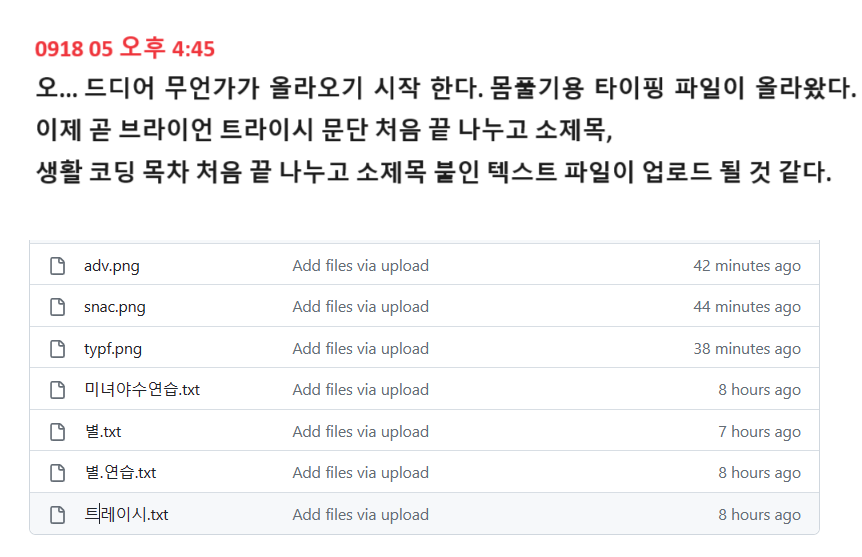 0918 05 오후 4:45
오... 드디어 무언가가 올라오기 시작 한다. 몸풀기용 타이핑 파일이 올라왔다.
이제 곧 브라이언 트라이시 문단 처음 끝 나누고 소제목,
생활 코딩 목차 처음 끝 나누고 소제목 붙인 텍스트 파일이 업로드 될 것 같다.
adv.png Add files via upload 42 minutes ago
snac.png Add files via upload 44 minutes ago
typf.png Add files via upload 38 minutes ago
미녀야수연습.txt Add files via upload 8 hours ago
별.txt Add files via upload 7 hours ago
별.연습.txt Add files via upload 8 hours ago
트레이시.txt Add files via upload 8 hours ago